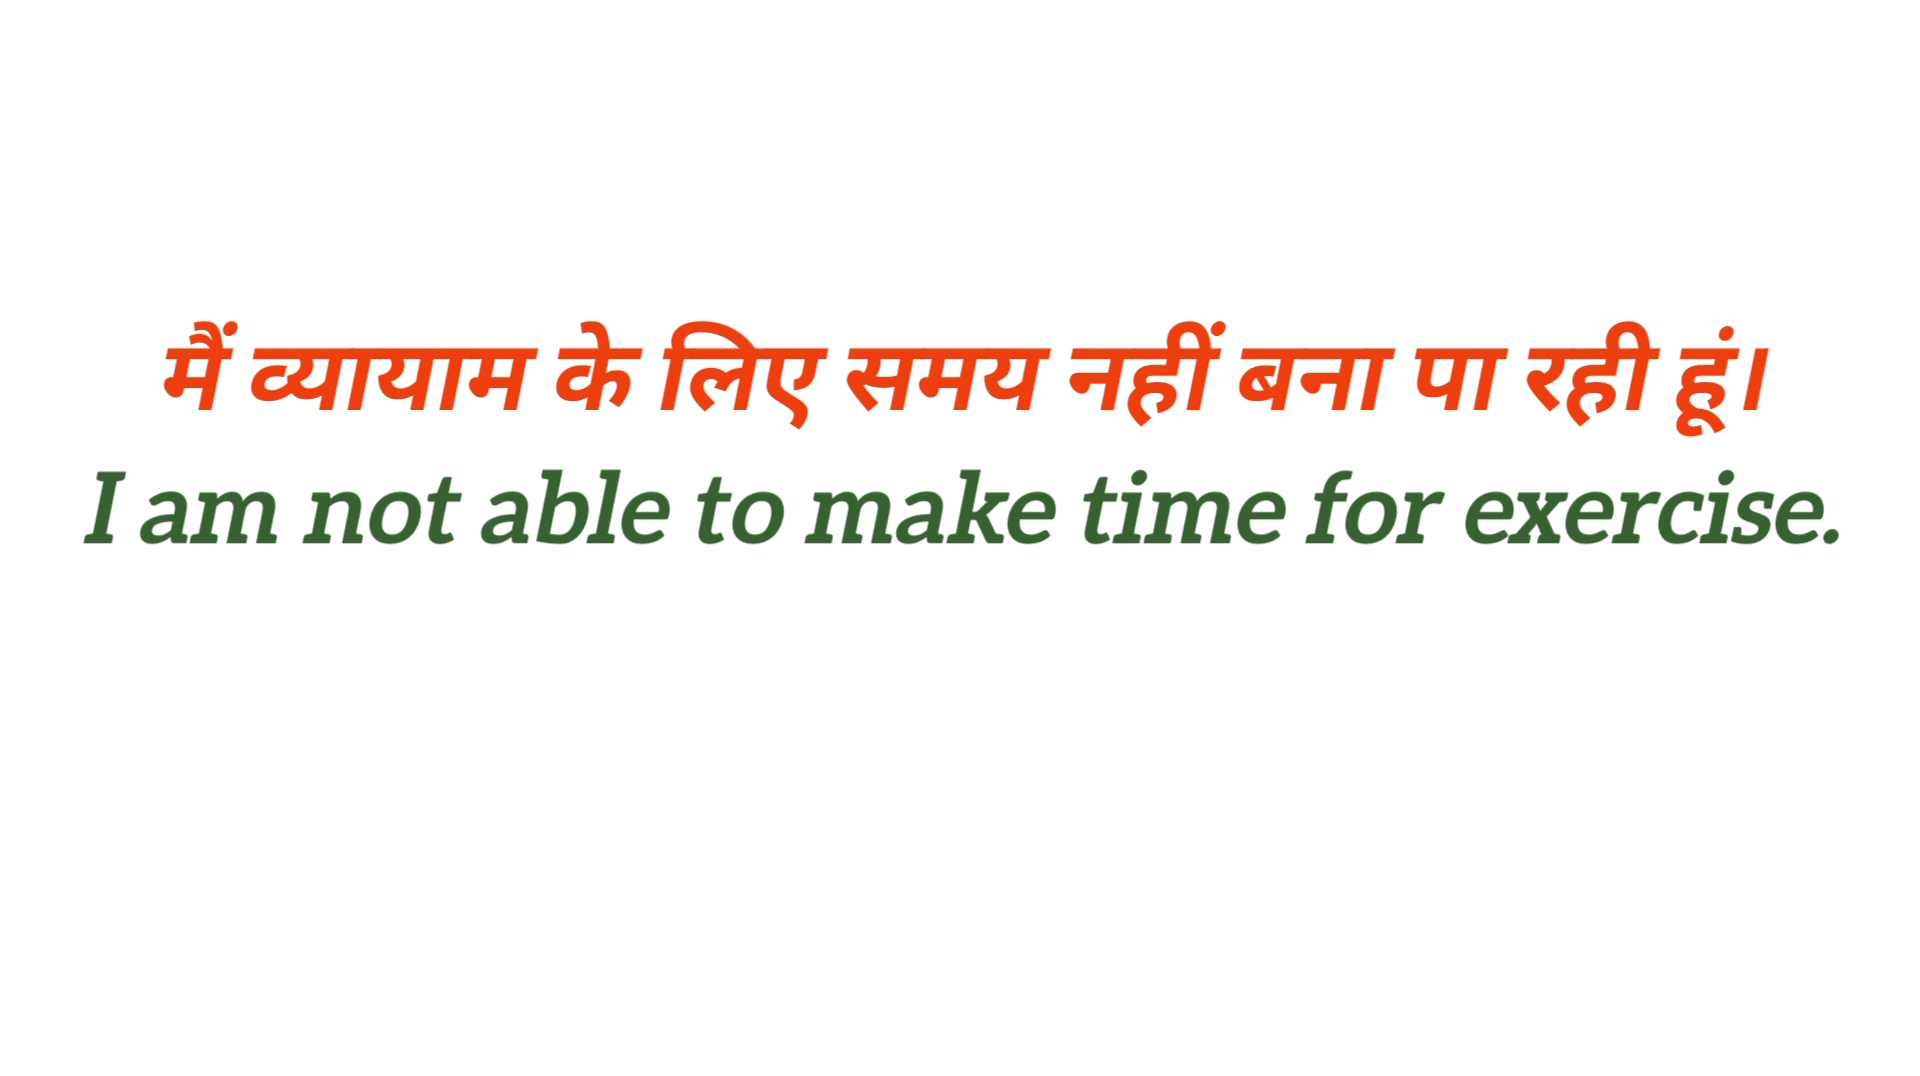 मैं व्यायाम के लिए समय नहीं बना पा रही हूं।
I am not able to make time for exercise.